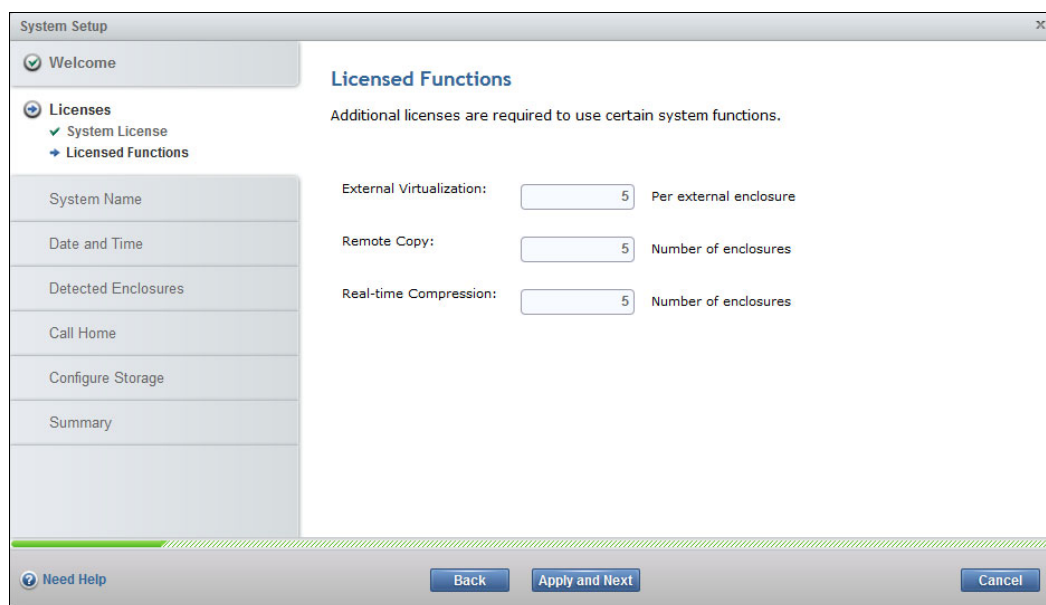 System Setup
x
Welcome
Licenses
System License
Licensed Functions
System Name
Date and Time
Detected Enclosures
Call Home
Configure Storage
Summary
Licensed Functions
Additional licenses are required to use certain system functions.
External Virtualization: 5 Per external enclosure
Remote Copy: 5 Number of enclosures
Real-time Compression: 5 Number of enclosures
Need Help
Back
Apply and Next
Cancel